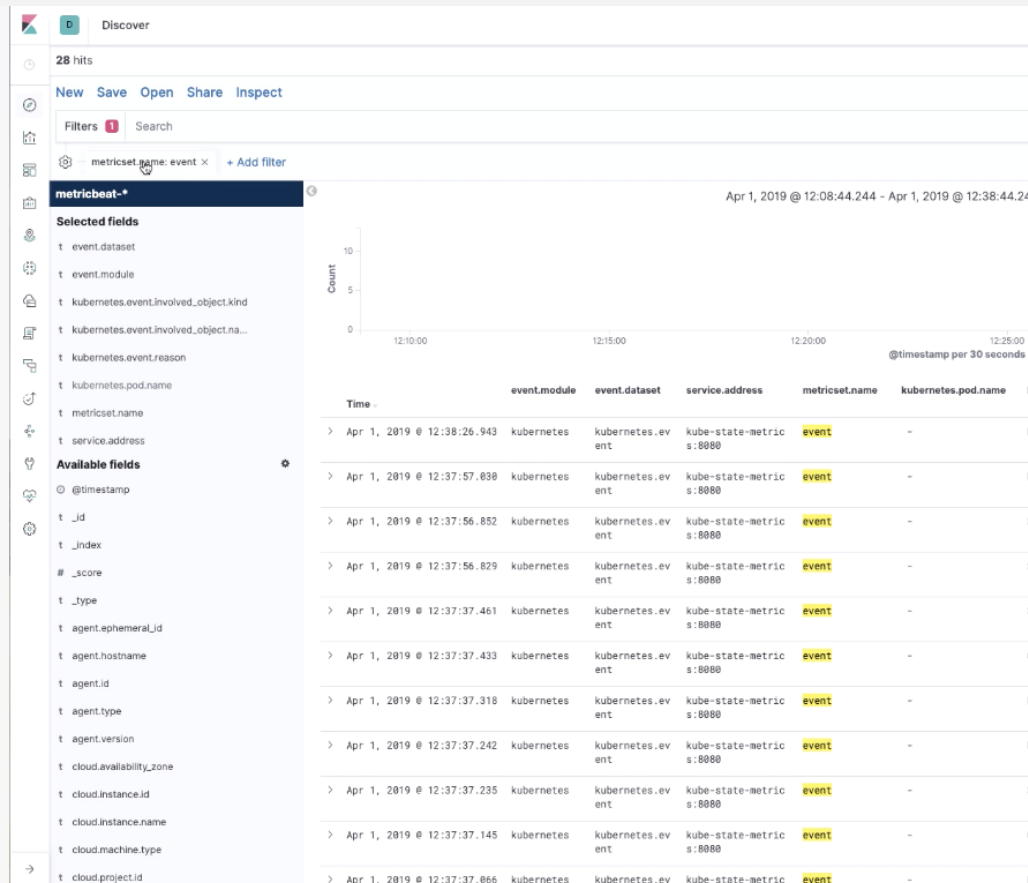 D Discover
28 hits
New Save Open Share Inspect
Filters 1 Search
metricset.name: event × + Add filter
metricbeat-*
Selected fields
t event.dataset
t event.module
t kubernetes.event.involved_object.kind
t kubernetes.event.involved_object.na...
t kubernetes.event.reason
t kubernetes.pod.name
t metricset.name
t service.address
Available fields
@timestamp
t _id
t _index
# _score
t _type
t agent.ephemeral_id
t agent.hostname
t agent.id
t agent.type
t agent.version
t cloud.availability_zone
t cloud.instance.id
t cloud.instance.name
t cloud.machine.type
t cloud.project.id
Apr 1, 2019 @ 12:08:44.244 - Apr 1, 2019 @ 12:38:44.24
Count
10
5
0
12:10:00 12:15:00 12:20:00 12:25:00
@timestamp per 30 seconds
Time event.module event.dataset service.address metricset.name kubernetes.pod.name
Apr 1, 2019 @ 12:38:26.943 kubernetes kubernetes.ev kube-state-metric event -
ent s:8080
Apr 1, 2019 @ 12:37:57.030 kubernetes kubernetes.ev kube-state-metric event -
ent s:8080
Apr 1, 2019 @ 12:37:56.852 kubernetes kubernetes.ev kube-state-metric event -
ent s:8080
Apr 1, 2019 @ 12:37:56.829 kubernetes kubernetes.ev kube-state-metric event -
ent s:8080
Apr 1, 2019 @ 12:37:37.461 kubernetes kubernetes.ev kube-state-metric event -
ent s:8080
Apr 1, 2019 @ 12:37:37.433 kubernetes kubernetes.ev kube-state-metric event -
ent s:8080
Apr 1, 2019 @ 12:37:37.318 kubernetes kubernetes.ev kube-state-metric event -
ent s:8080
Apr 1, 2019 @ 12:37:37.242 kubernetes kubernetes.ev kube-state-metric event -
ent s:8080
Apr 1, 2019 @ 12:37:37.235 kubernetes kubernetes.ev kube-state-metric event -
ent s:8080
Apr 1, 2019 @ 12:37:37.145 kubernetes kubernetes.ev kube-state-metric event -
ent s:8080
Apr 1, 2019 @ 12:37:37.066 kubernetes kubernetes.ev kube-state-metric event -